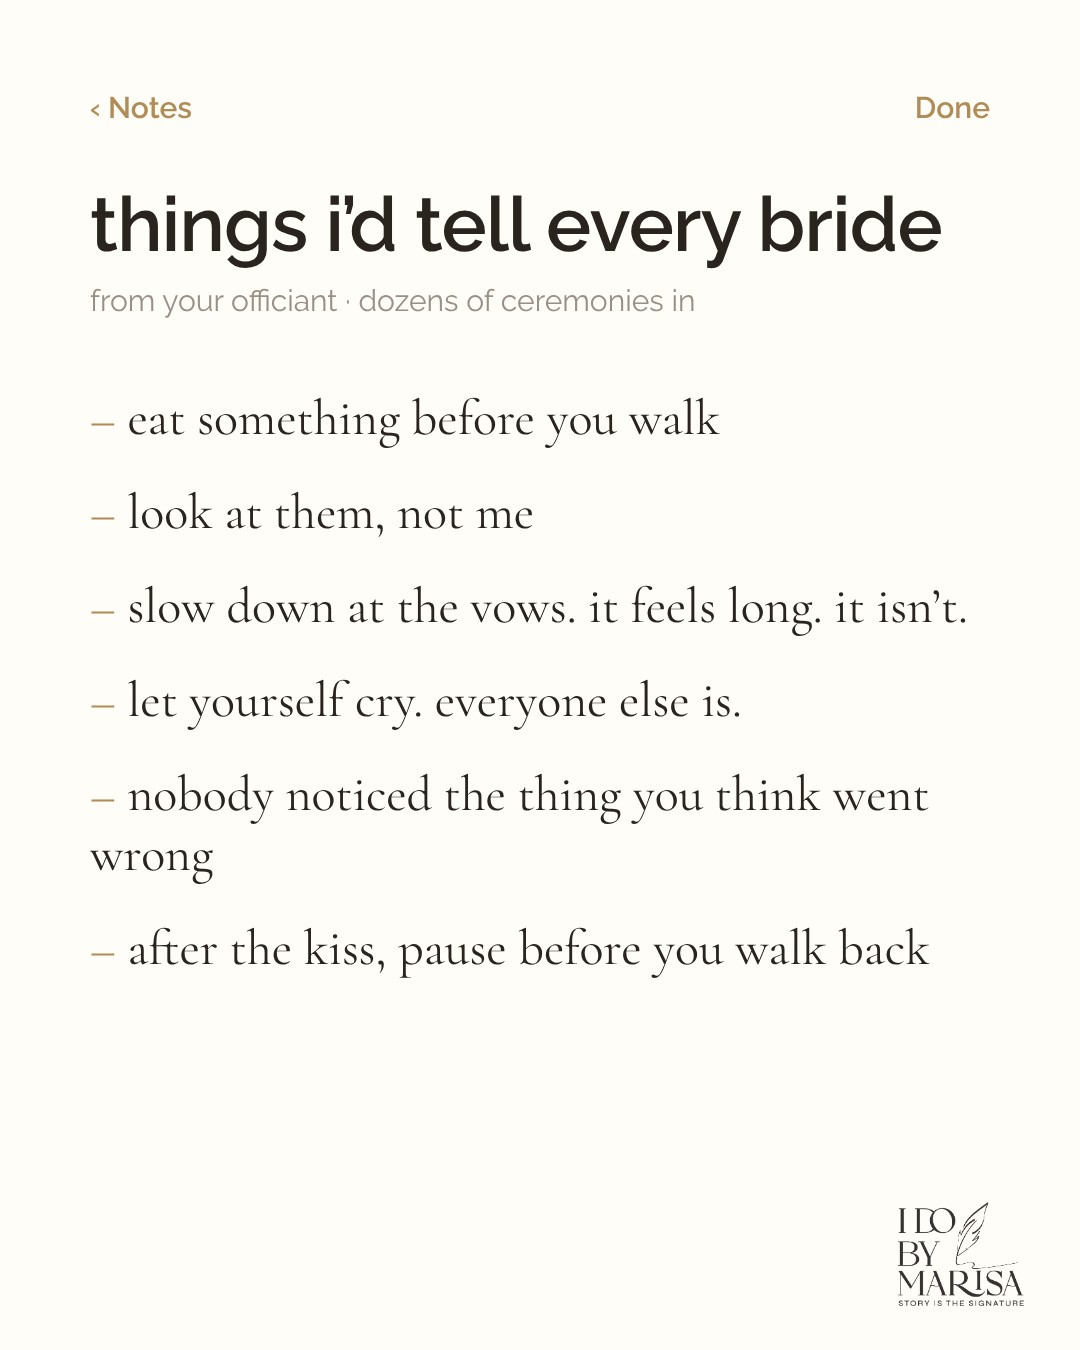 ‹ Notes
Done
things i’d tell every bride
from your officiant · dozens of ceremonies in
– eat something before you walk
– look at them, not me
– slow down at the vows. it feels long. it isn’t.
– let yourself cry. everyone else is.
– nobody noticed the thing you think went
wrong
– after the kiss, pause before you walk back
I DO
BY
MARISA
STORY IS THE SIGNATURE